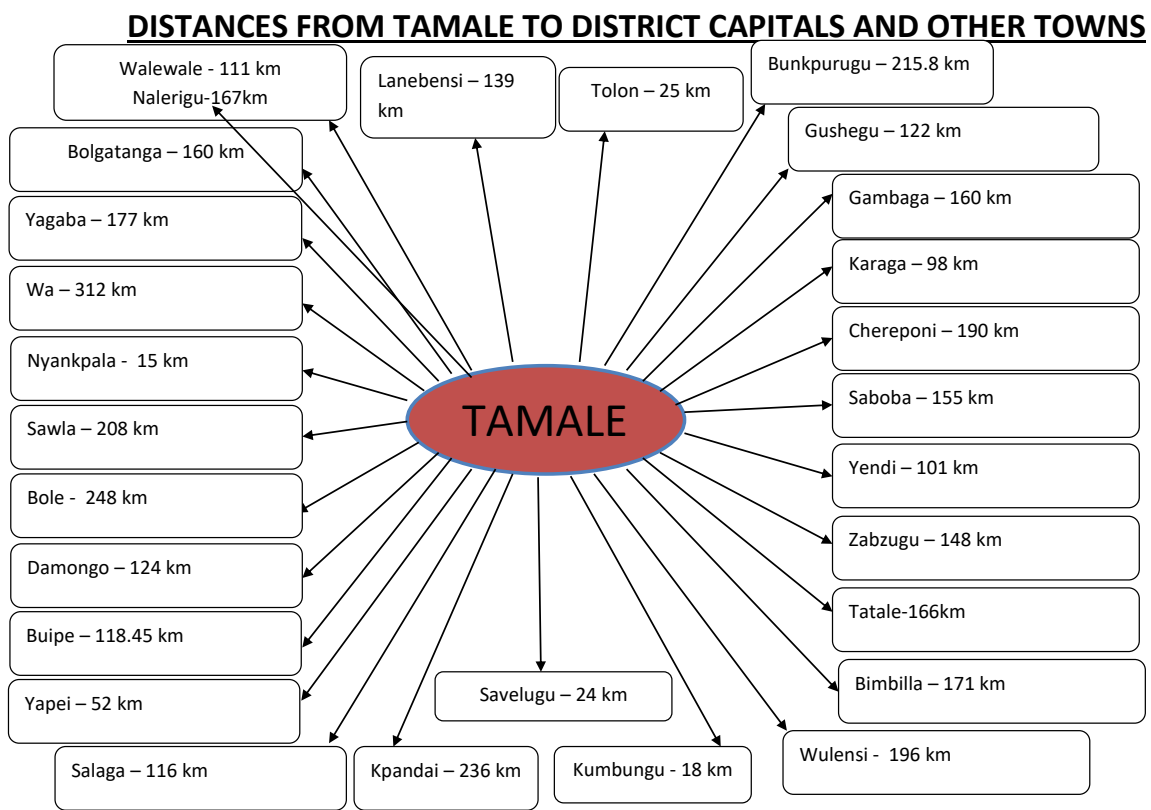 DISTANCES FROM TAMALE TO DISTRICT CAPITALS AND OTHER TOWNS
Walewale - 111 km
Nalerigu-167km
Lanebensi – 139
km
Tolon – 25 km
Bunkpurugu – 215.8 km
Gushegu – 122 km
Bolgatanga – 160 km
Gambaga – 160 km
Yagaba – 177 km
Karaga – 98 km
Wa – 312 km
Chereponi – 190 km
Nyankpala - 15 km
Saboba – 155 km
TAMALE
Sawla – 208 km
Yendi – 101 km
Bole - 248 km
Zabzugu – 148 km
Damongo – 124 km
Tatale-166km
Buipe – 118.45 km
Bimbilla – 171 km
Yapei – 52 km
Savelugu – 24 km
Wulensi - 196 km
Salaga – 116 km
Kpandai – 236 km
Kumbungu - 18 km